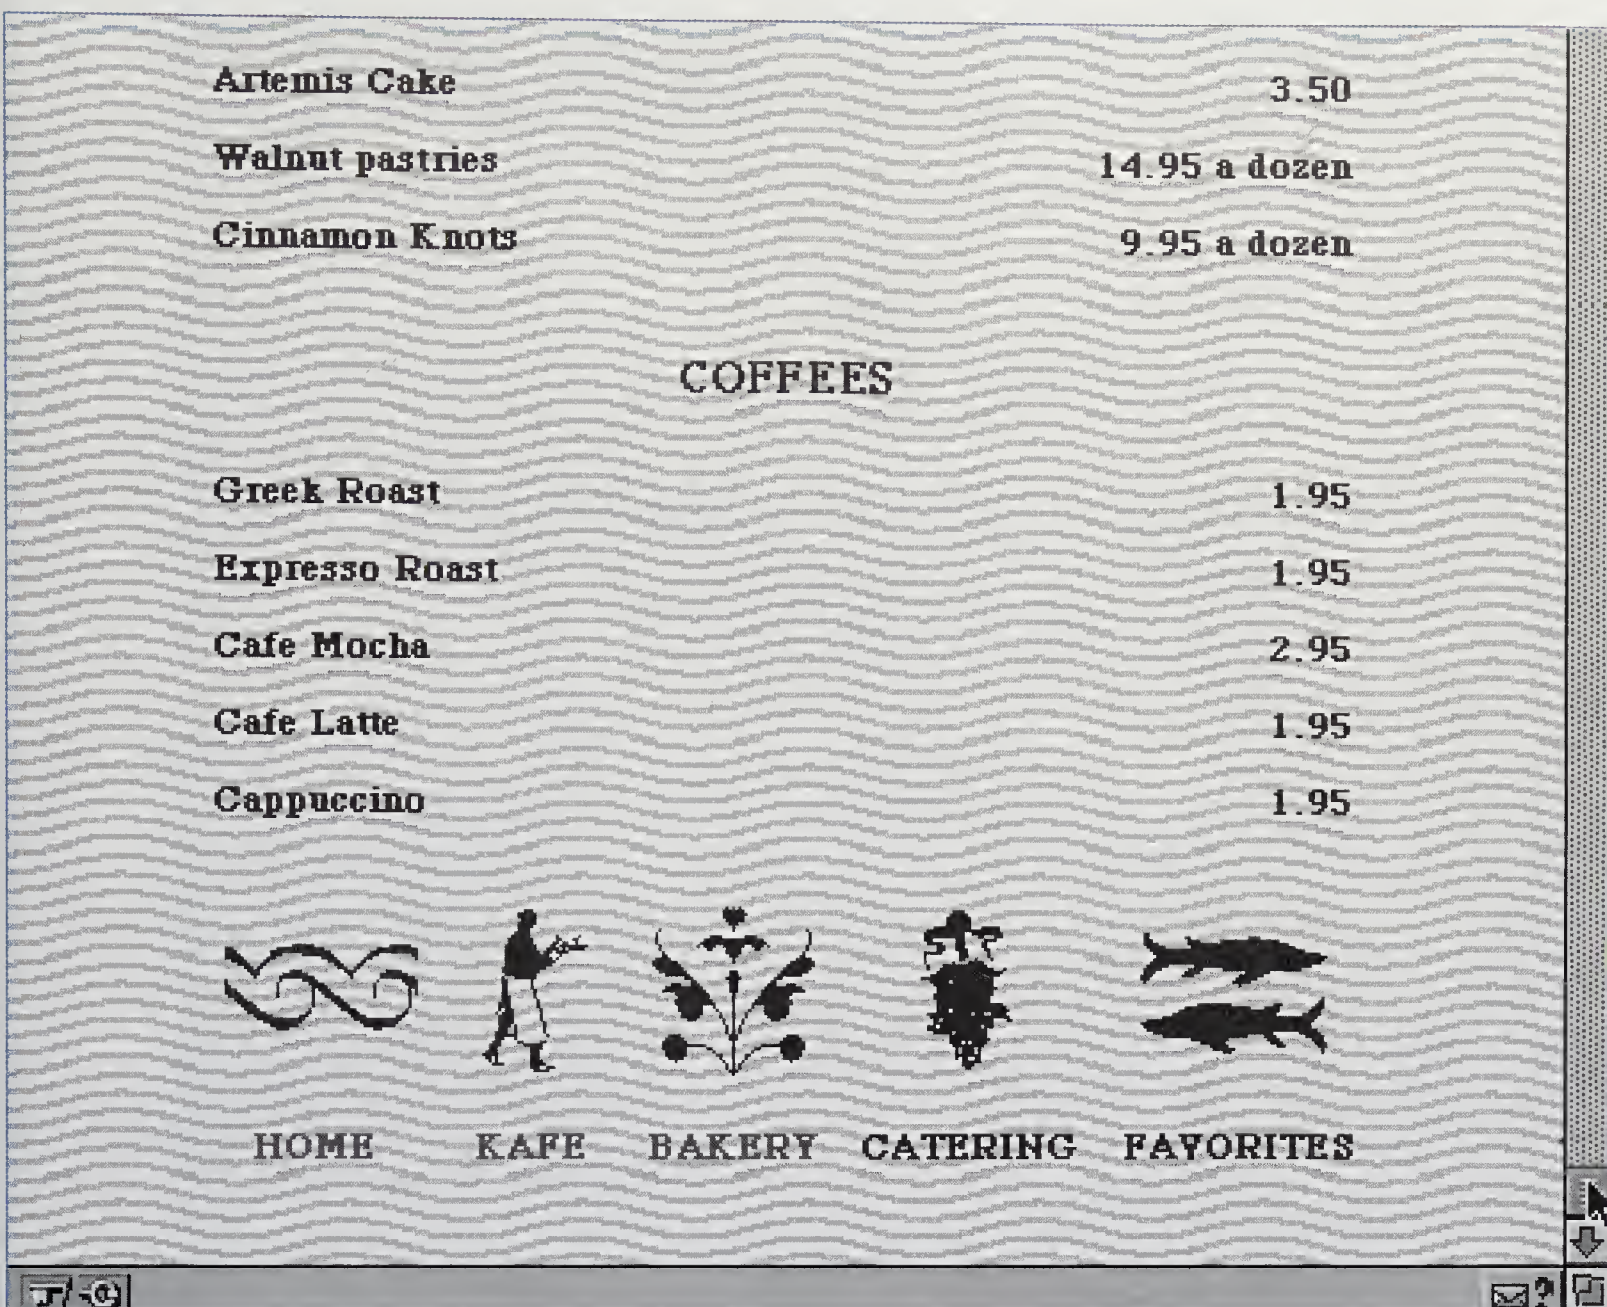 Artemis Cake 3.50
Walnut pastries 14.95 a dozen
Cinnamon Knots 9.95 a dozen
COFFEES
Greek Roast 1.95
Expresso Roast 1.95
Cafe Mocha 2.95
Cafe Latte 1.95
Cappuccino 1.95
HOME KAFE BAKERY CATERING FAVORITES
?